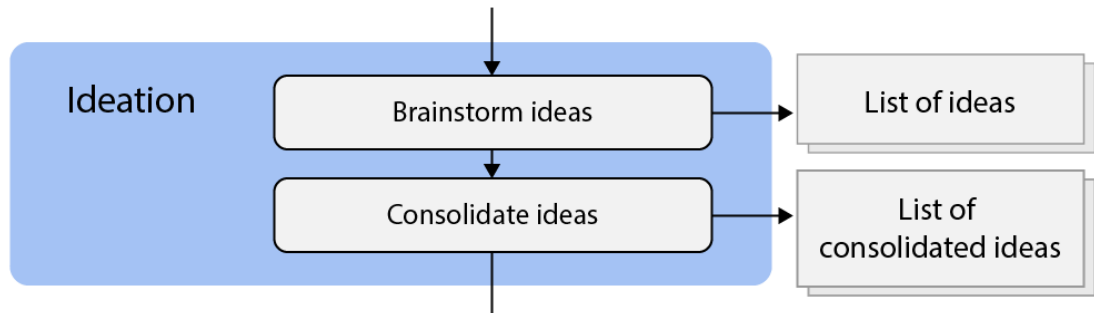 Ideation
Brainstorm ideas
List of ideas
Consolidate ideas
List of
consolidated ideas